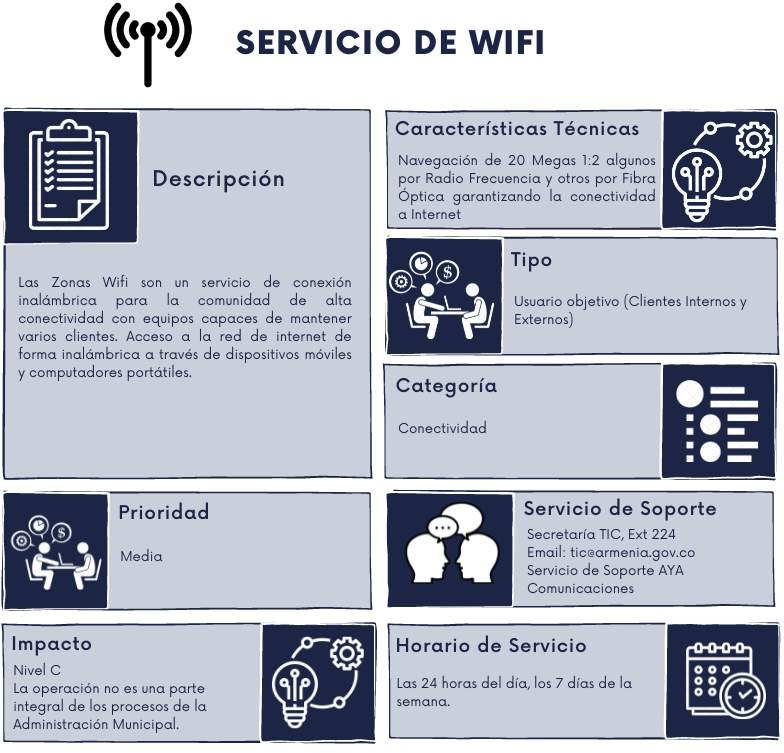 SERVICIO DE WIFI
Descripción
Las Zonas Wifi son un servicio de conexión
inalámbrica para la comunidad de alta
conectividad con equipos capaces de mantener
varios clientes. Acceso a la red de internet de
forma inalámbrica a través de dispositivos móviles
y computadores portátiles.
Características Técnicas
Navegación de 20 Megas 1:2 algunos
por Radio Frecuencia y otros por Fibra
Óptica garantizando la conectividad
a Internet
Tipo
Usuario objetivo (Clientes Internos y
Externos)
Categoría
Conectividad
Prioridad
Media
Servicio de Soporte
Secretaría TIC, Ext 224
Email: tic@armenia.gov.co
Servicio de Soporte AYA
Comunicaciones
Impacto
Nivel C
La operación no es una parte
integral de los procesos de la
Administración Municipal.
Horario de Servicio
Las 24 horas del día, los 7 días de la
semana.